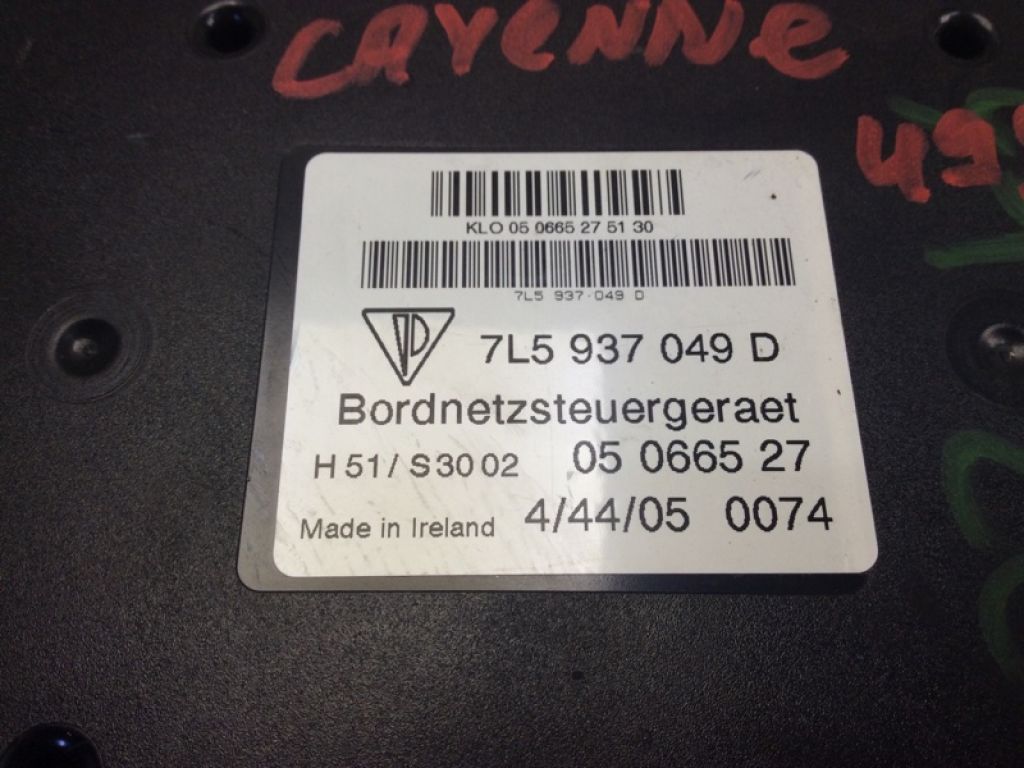 CAYENNE
KLO 05 0665 27 51 30
7L5 937-049 D
7L5 937 049 D
Bordnetzsteuergeraet
H 51 / S 30 02 05 0665 27
Made in Ireland 4/44/05 0074